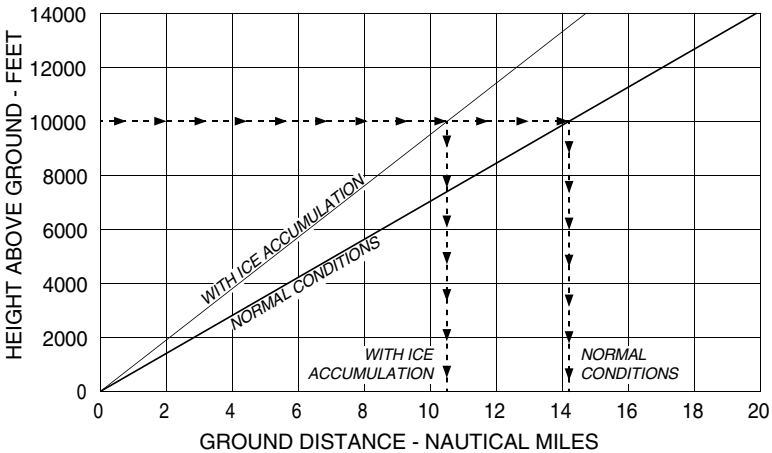 HEIGHT ABOVE GROUND - FEET
14000
12000
10000
8000
6000
4000
2000
0
WITH ICE ACCUMULATION
NORMAL CONDITIONS
WITH ICE
ACCUMULATION
NORMAL
CONDITIONS
0 2 4 6 8 10 12 14 16 18 20
GROUND DISTANCE - NAUTICAL MILES